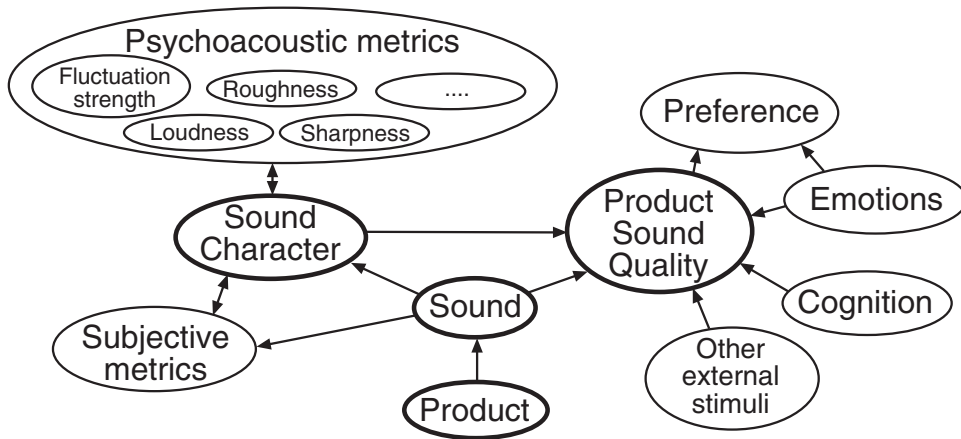 Psychoacoustic metrics
Fluctuation
strength
Roughness
....
Loudness
Sharpness
Preference
Emotions
Sound
Character
Product
Sound
Quality
Sound
Cognition
Subjective
metrics
Other
external
stimuli
Product